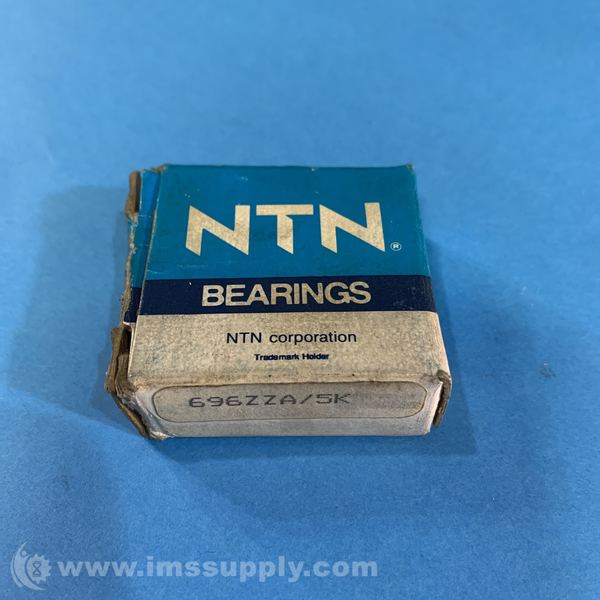 NTN®
BEARINGS
NTN corporation
Trademark Holder
696ZZA/5K
www.imssupply.com